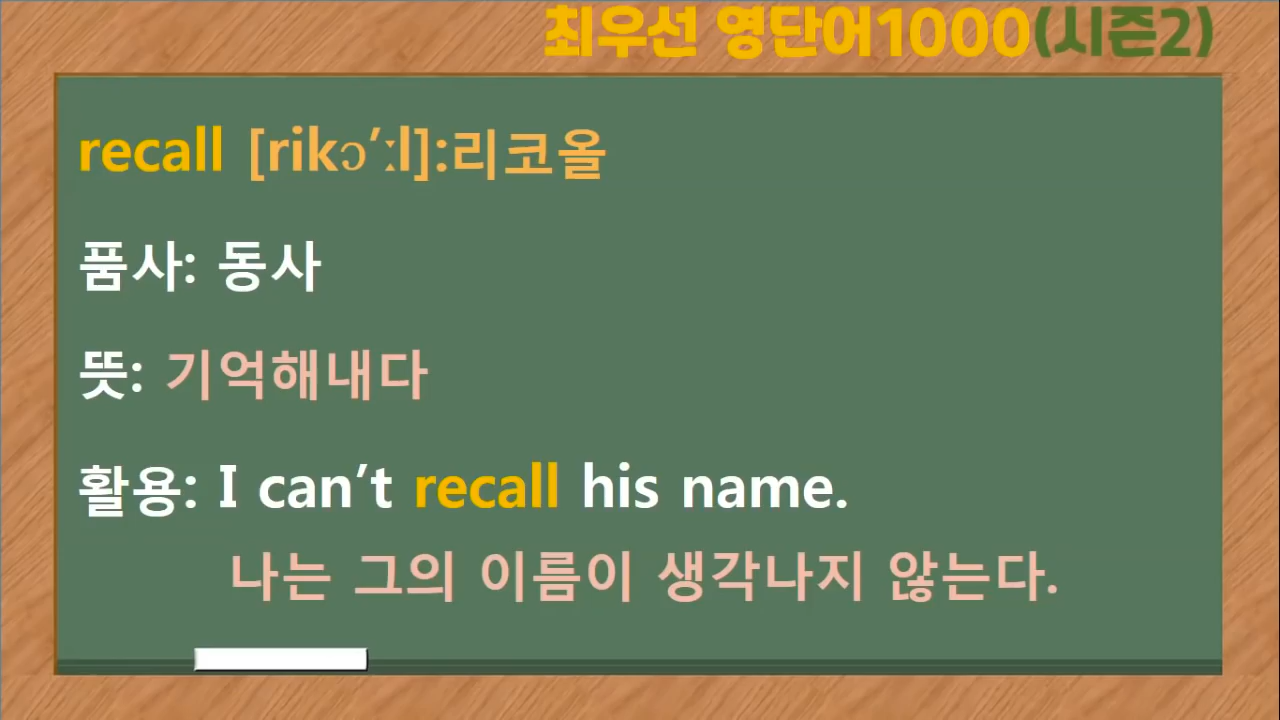 최우선 영단어1000(시즌2)
recall [rikɔ′ːl]:리코올
품사: 동사
뜻: 기억해내다
활용: I can’t recall his name.
나는 그의 이름이 생각나지 않는다.